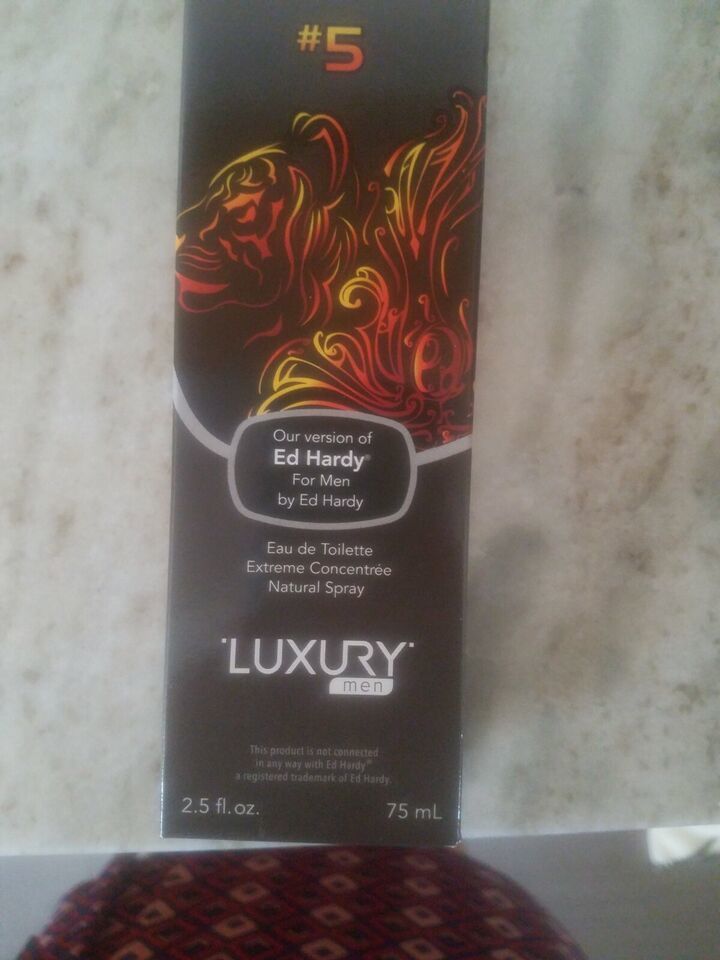 #5
Our version of
Ed Hardy®
For Men
by Ed Hardy
Eau de Toilette
Extreme Concentrée
Natural Spray
LUXURY
men
This product is not connected
in any way with Ed Hardy®
a registered trademark of Ed Hardy.
2.5 fl.oz. 75 mL